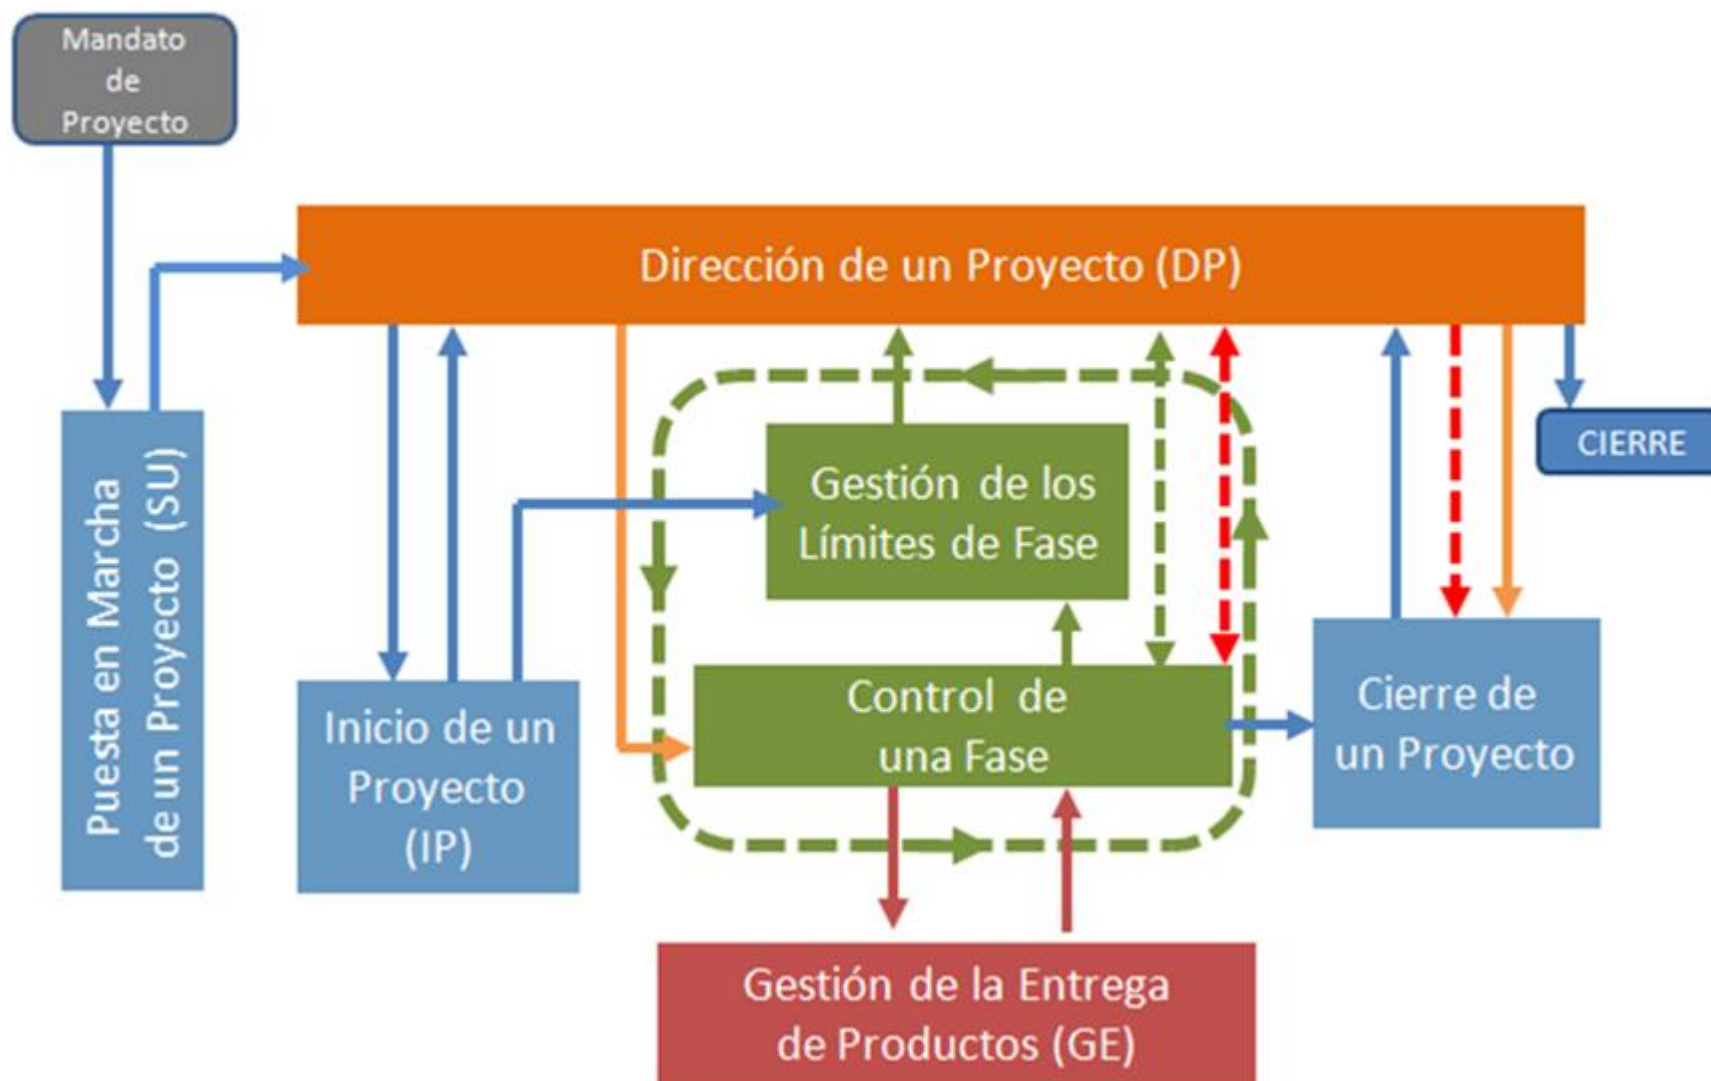 Mandato
de
Proyecto
Dirección de un Proyecto (DP)
CIERRE
Puesta en Marcha
de un Proyecto (SU)
Gestión de los
Límites de Fase
Inicio de un
Proyecto
(IP)
Control de
una Fase
Cierre de
un Proyecto
Gestión de la Entrega
de Productos (GE)